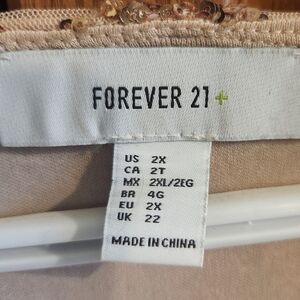 FOREVER 21+
US 2X
CA 2T
MX 2XL/2EG
BR 4G
EU 2X
UK 22
MADE IN CHINA